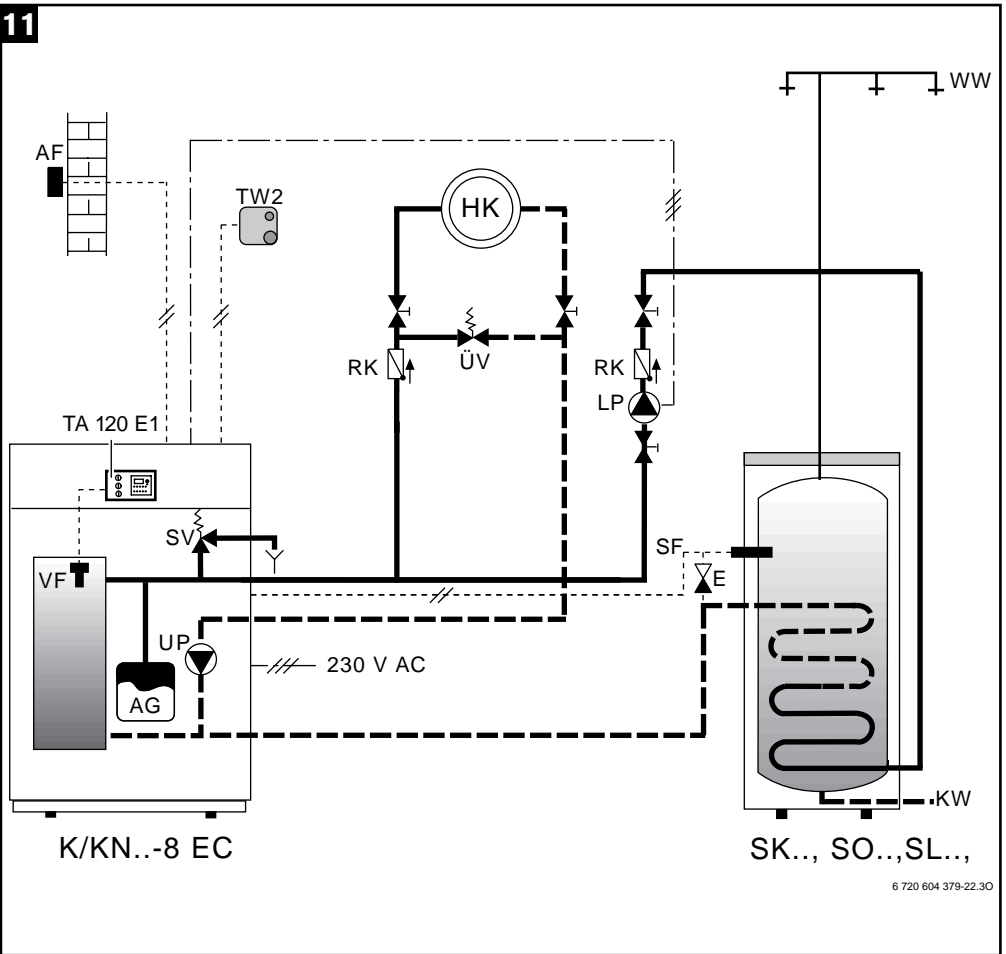 11
WW
AF
TW2
HK
RK
ÜV
RK
LP
TA 120 E1
SV
VF
SF
E
UP
230 V AC
AG
KW
K/KN..-8 EC
SK.., SO..,SL..,
6 720 604 379-22.3O